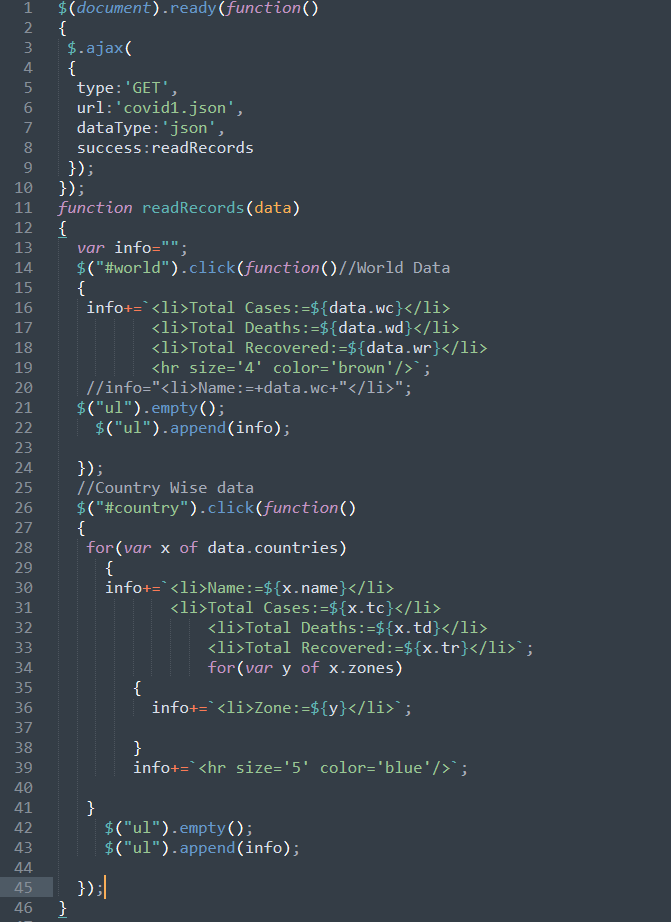 1 $(document).ready(function()
2 {
3 $.ajax(
4 {
5 type:'GET',
6 url:'covid1.json',
7 dataType:'json',
8 success:readRecords
9 });
10 });
11 function readRecords(data)
12 {
13 var info="";
14 $("#world").click(function()//World Data
15 {
16 info+=`<li>Total Cases:=${data.wc}</li>
17 <li>Total Deaths:=${data.wd}</li>
18 <li>Total Recovered:=${data.wr}</li>
19 <hr size='4' color='brown'/>`;
20 //info="<li>Name:=+data.wc+"</li>";
21 $("ul").empty();
22 $("ul").append(info);
23
24 });
25 //Country Wise data
26 $("#country").click(function()
27 {
28 for(var x of data.countries)
29 {
30 info+=`<li>Name:=${x.name}</li>
31 <li>Total Cases:=${x.tc}</li>
32 <li>Total Deaths:=${x.td}</li>
33 <li>Total Recovered:=${x.tr}</li>`;
34 for(var y of x.zones)
35 {
36 info+=`<li>Zone:=${y}</li>`;
37
38 }
39 info+=`<hr size='5' color='blue'/>`;
40
41 }
42 $("ul").empty();
43 $("ul").append(info);
44
45 });
46 }